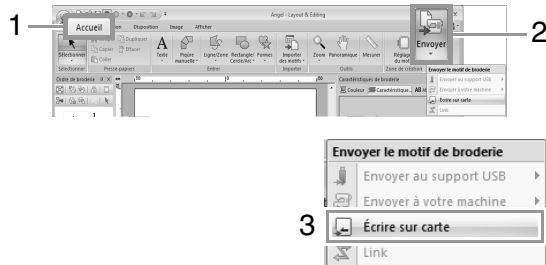 1
Accueil
Angel - Layout & Editing
2
Disposition Image Afficher
Envoyer
Sélectionner
Copier
Dupliquer
Effacer
Coller
Texte
Pogîre manuelle
Ligne/Zone
Rectangle/Cercle/Arc
Formes
Importer des motifs
Zoom
Panoramique
Mesurer
Réglage du mot
Sélectionner
Presse-papiers
Entrer
Importer
Outils
Zone de création
Envoyer le motif de broderie
Ordre de broderie
Caractéristiques de broderie
Envoyer au support USB
Couleur
Caractéristique...
Envoyer à votre machine
Écrire sur carte
Link
Envoyer le motif de broderie
Envoyer au support USB
Envoyer à votre machine
3
Écrire sur carte
Link